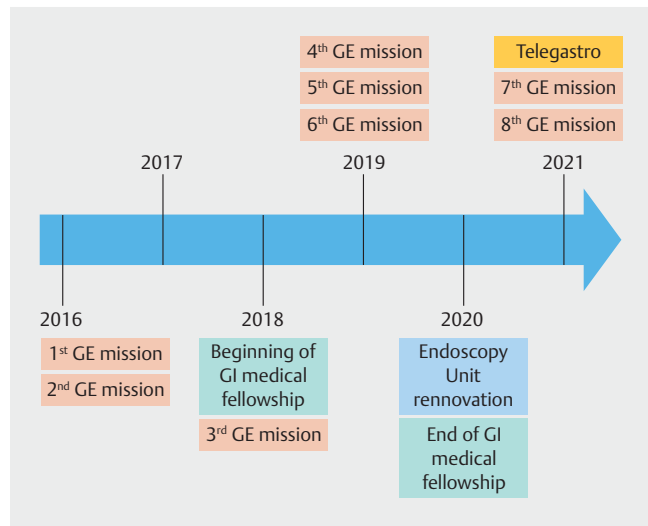 4th GE mission
5th GE mission
6th GE mission
Telegastro
7th GE mission
8th GE mission
2017
2019
2021
2016
2018
2020
1st GE mission
2nd GE mission
Beginning of
GI medical
fellowship
3rd GE mission
Endoscopy
Unit
rennovation
End of GI
medical
fellowship